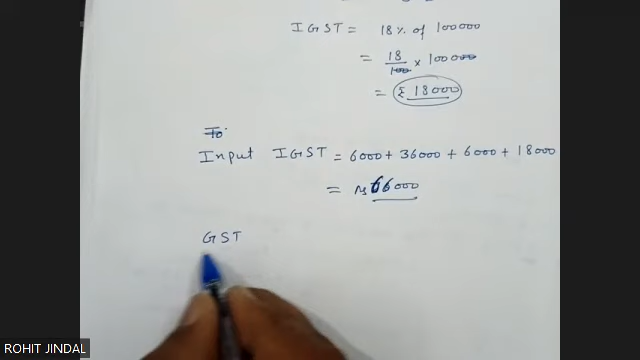 IGST = 18% of 100000
= 18/100 × 100000
= ₹ 18000
To
Input IGST = 6000 + 36000 + 6000 + 18000
= ₨ 66000
GST
ROHIT JINDAL